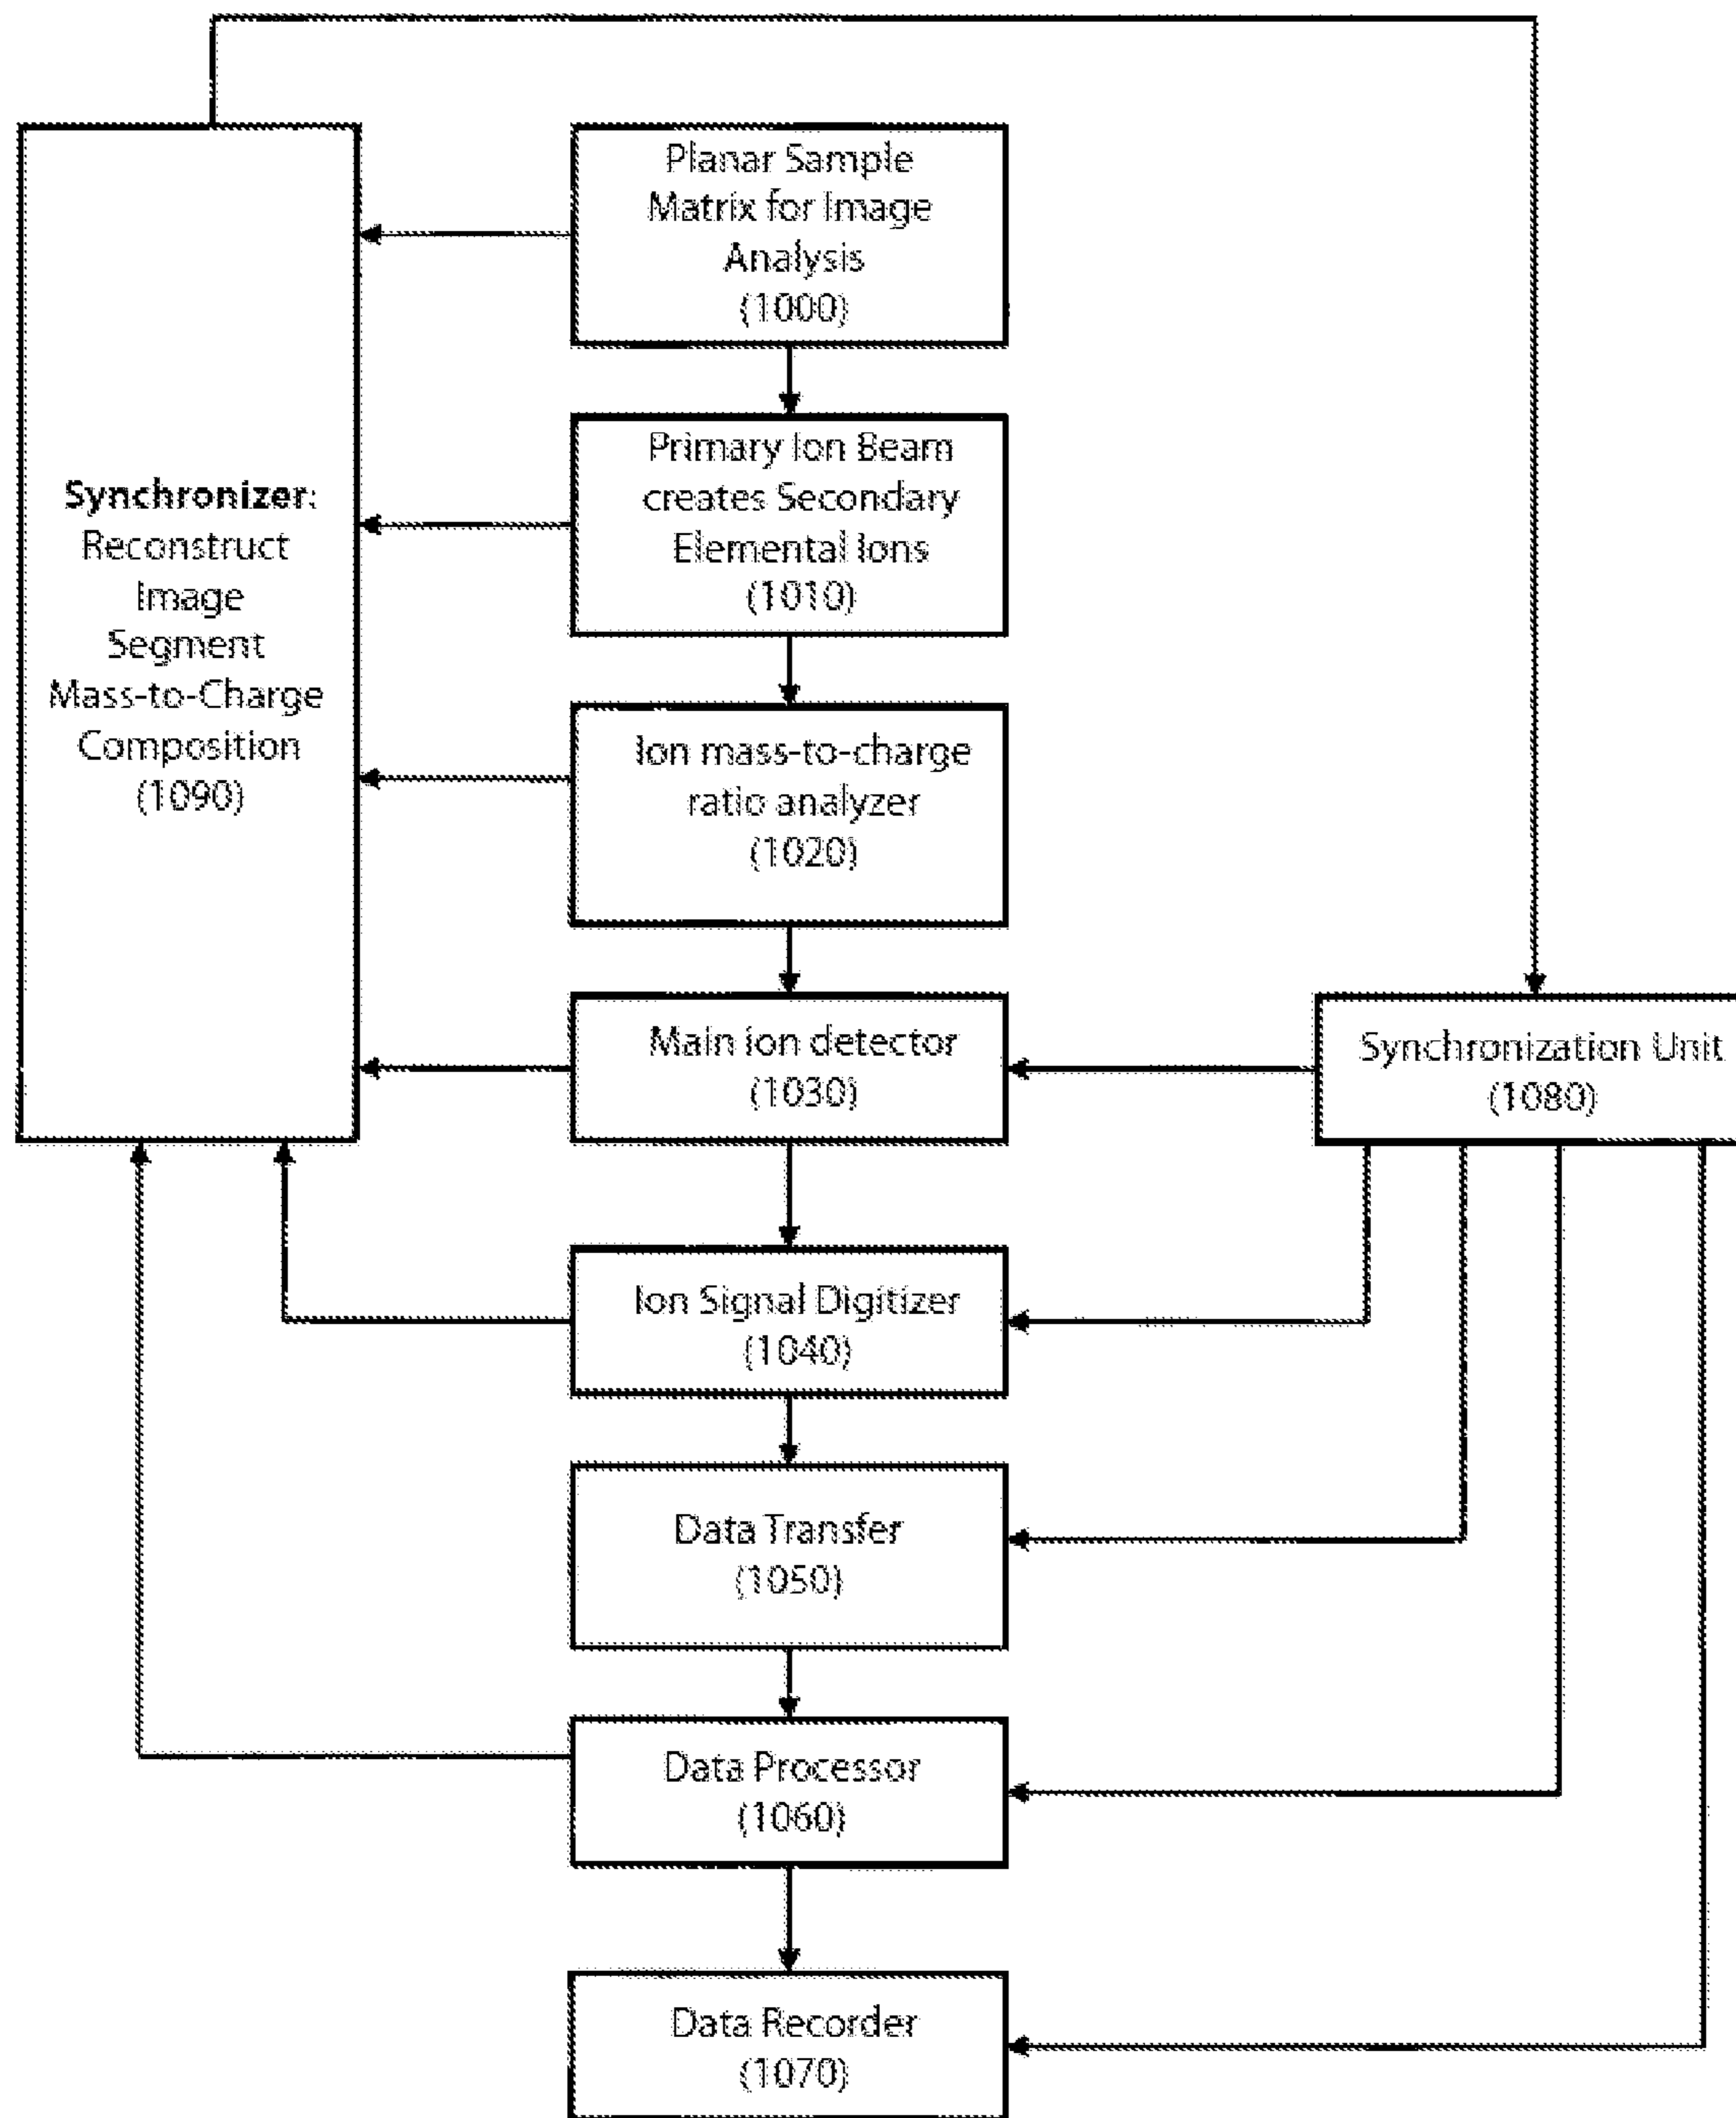 Planar Sample
Matrix for Image
Analysis
(1000)
Primary Ion Beam
creates Secondary
Elemental Ions
(1010)
Synchronizer:
Reconstruct
Image
Segment
Mass-to-Charge
Composition
(1090)
Ion mass-to-charge
ratio analyzer
(1020)
Main ion detector
(1030)
Synchronization Unit
(1080)
Ion Signal Digitizer
(1040)
Data Transfer
(1050)
Data Processor
(1060)
Data Recorder
(1070)